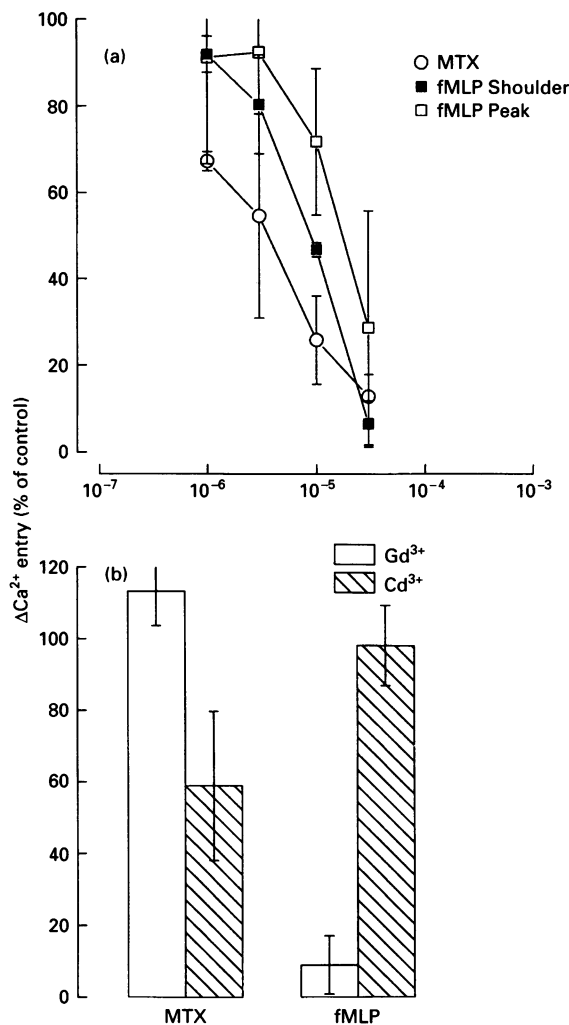 100
(a)
MTX
fMLP Shoulder
fMLP Peak
80
60
40
20
0
10⁻⁷
10⁻⁶
10⁻⁵
10⁻⁴
10⁻³
ΔCa²⁺ entry (% of control)
(b)
Gd³⁺
Cd³⁺
120
100
80
60
40
20
0
MTX
fMLP